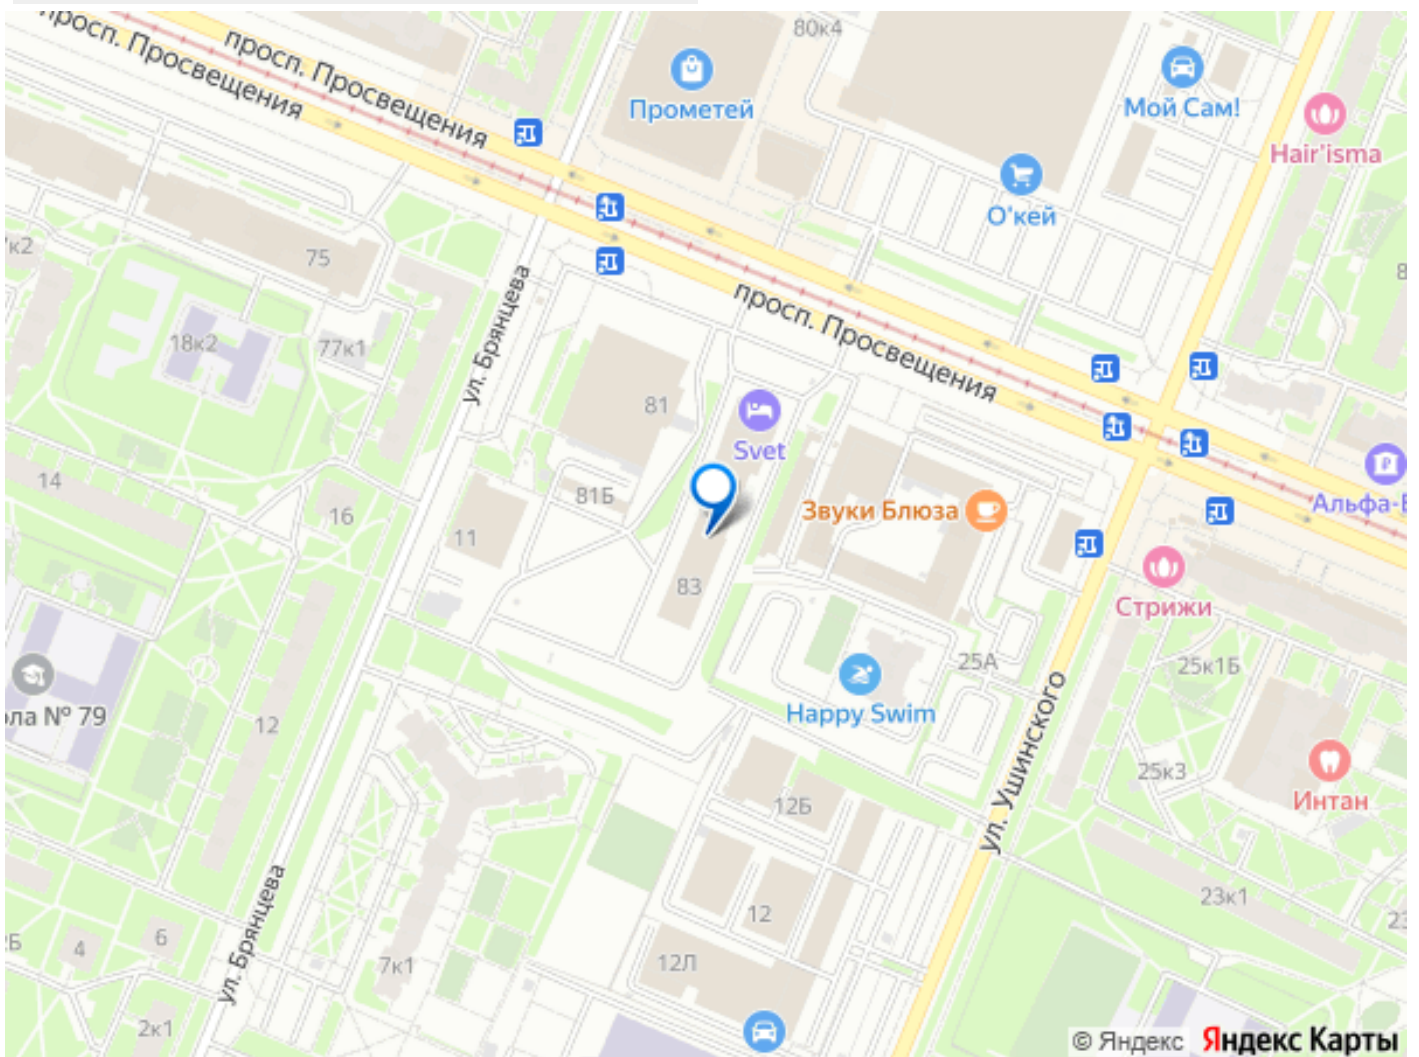 просп. Просвещения
просп. Просвещения
80к4
Прометей
Мой Сам!
Hair'isma
О'кей
75
18к2
77к1
ул. Брянцева
просп. Просвещения
81
Svet
14
16
81Б
11
Звуки Блюза
Альфа-Б
83
Стрижи
25А
25к1Б
Happy Swim
ла № 79
12
ул. Ушинского
25к3
Интан
12Б
23к1
12
6
4
7к1
12Л
ул. Брянцева
2к1
© Яндекс Яндекс Карты